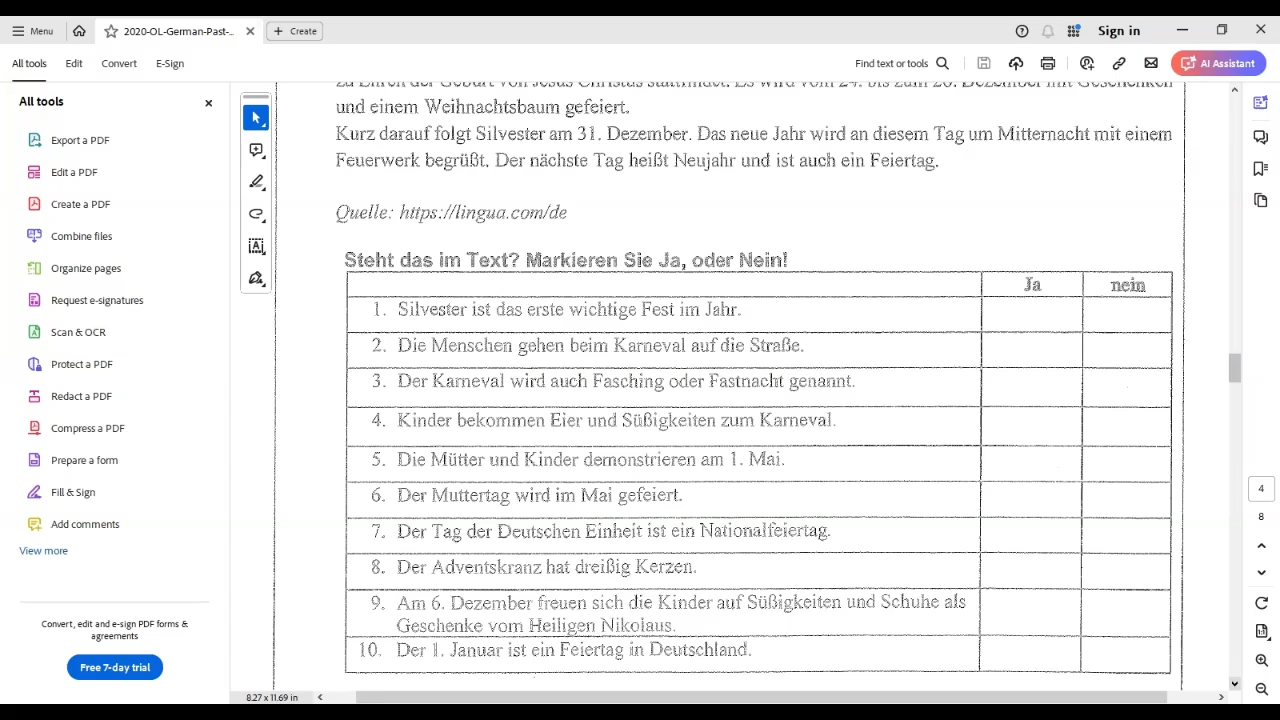 Menu
2020-OL-German-Past-...
Create
Sign in
All tools
Edit
Convert
E-Sign
Find text or tools
AI Assistant
All tools
Export a PDF
Edit a PDF
Create a PDF
Combine files
Organize pages
Request e-signatures
Scan & OCR
Protect a PDF
Redact a PDF
Compress a PDF
Prepare a form
Fill & Sign
Add comments
View more
Convert, edit and e-sign PDF forms &
agreements
Free 7-day trial
und einem Weihnachtsbaum gefeiert.
Kurz darauf folgt Silvester am 31. Dezember. Das neue Jahr wird an diesem Tag um Mitternacht mit einem
Feuerwerk begrüßt. Der nächste Tag heißt Neujahr und ist auch ein Feiertag.
Quelle: https://lingua.com/de
Steht das im Text? Markieren Sie Ja, oder Nein!
Ja nein
1. Silvester ist das erste wichtige Fest im Jahr.
2. Die Menschen gehen beim Karneval auf die Straße.
3. Der Karneval wird auch Fasching oder Fastnacht genannt.
4. Kinder bekommen Eier und Süßigkeiten zum Karneval.
5. Die Mütter und Kinder demonstrieren am 1. Mai.
6. Der Muttertag wird im Mai gefeiert.
7. Der Tag der Deutschen Einheit ist ein Nationalfeiertag.
8. Der Adventskranz hat dreißig Kerzen.
9. Am 6. Dezember freuen sich die Kinder auf Süßigkeiten und Schuhe als
Geschenke vom Heiligen Nikolaus.
10. Der 1. Januar ist ein Feiertag in Deutschland.
8.27 x 11.69 in
4
8